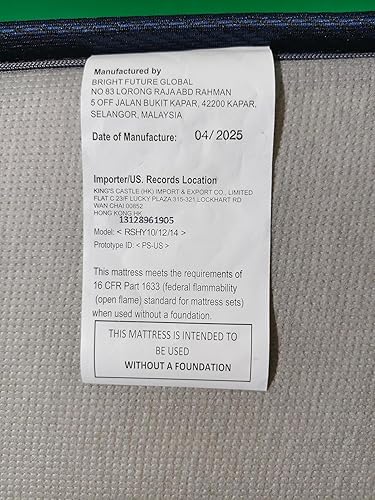 Manufactured by
BRIGHT FUTURE GLOBAL
NO 83 LORONG RAJA ABD RAHMAN
5 OFF JALAN BUKIT KAPAR, 42200 KAPAR,
SELANGOR, MALAYSIA
Date of Manufacture: 04/2025
Importer/US. Records Location
KING'S CASTLE (HK) IMPORT & EXPORT CO., LIMITED
FLAT C 23/F LUCKY PLAZA 315-321 LOCKHART RD
WAN CHAI 00852
HONG KONG HK
13128961905
Model: < RSHY10/12/14 >
Prototype ID: < PS-US >
This mattress meets the requirements of
16 CFR Part 1633 (federal flammability
(open flame) standard for mattress sets)
when used without a foundation.
THIS MATTRESS IS INTENDED TO
BE USED
WITHOUT A FOUNDATION